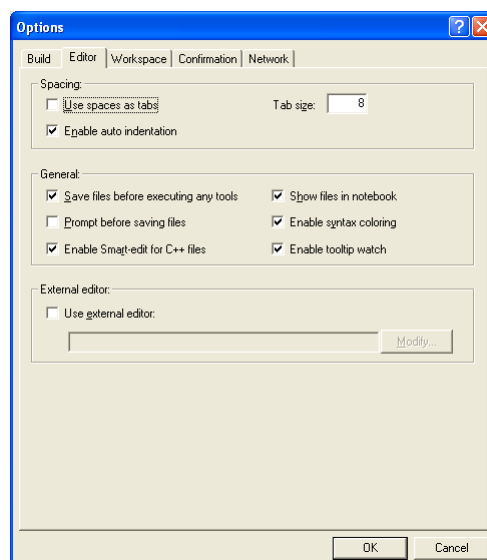 Options
Build Editor Workspace Confirmation Network
Spacing:
Use spaces as tabs Tab size: 8
Enable auto indentation
General:
Save files before executing any tools Show files in notebook
Prompt before saving files Enable syntax coloring
Enable Smart-edit for C++ files Enable tooltip watch
External editor:
Use external editor:
Modify...
OK Cancel